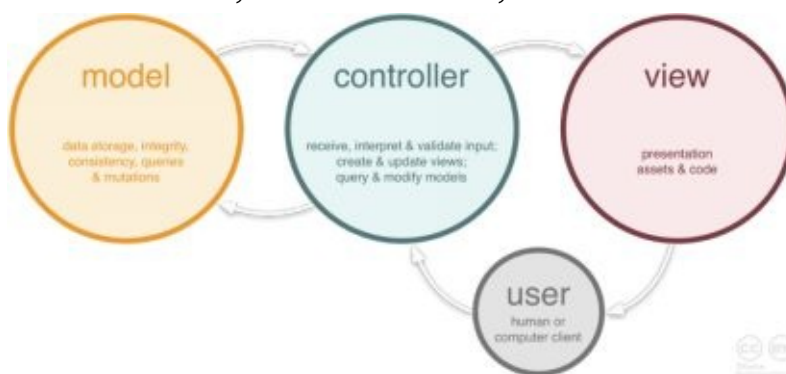 model
data storage, integrity,
consistency, queries
& mutations
controller
receive, interpret & validate input;
create & update views;
query & modify models
view
presentation
assets & code
user
human or
computer client
cc